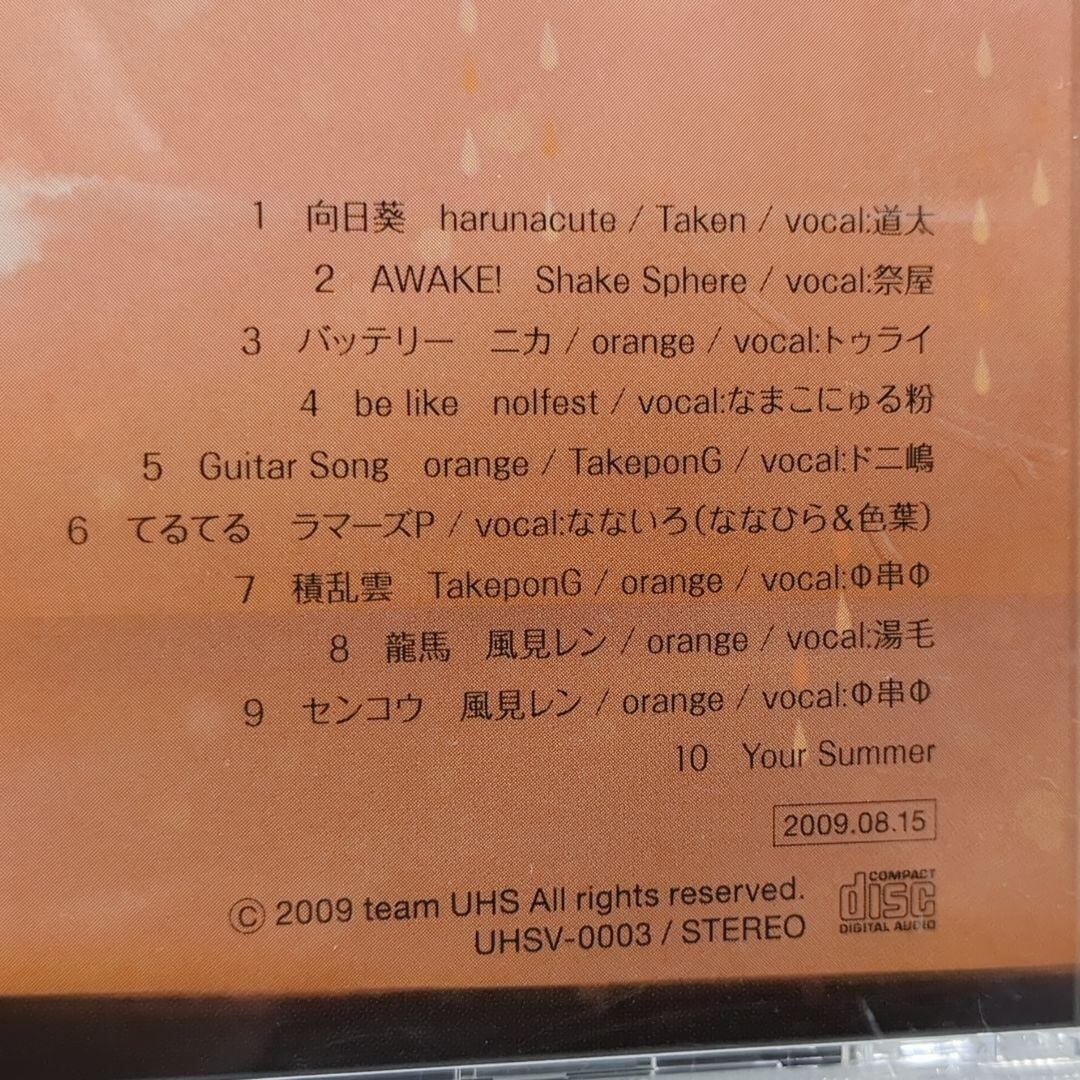 1 向日葵 harunacute / Taken / vocal:道太
2 AWAKE! Shake Sphere / vocal:祭屋
3 バッテリー ニカ / orange / vocal:トゥライ
4 be like nolfest / vocal:なまこにゅる粉
5 Guitar Song orange / TakeponG / vocal:ドニ嶋
6 てるてる ラマーズP / vocal:なないろ(ななひら&色葉)
7 積乱雲 TakeponG / orange / vocal:Φ串Φ
8 龍馬 風見レン / orange / vocal:湯毛
9 センコウ 風見レン / orange / vocal:Φ串Φ
10 Your Summer
2009.08.15
© 2009 team UHS All rights reserved.
UHSV-0003 / STEREO
COMPACT
disc
DIGITAL AUDIO